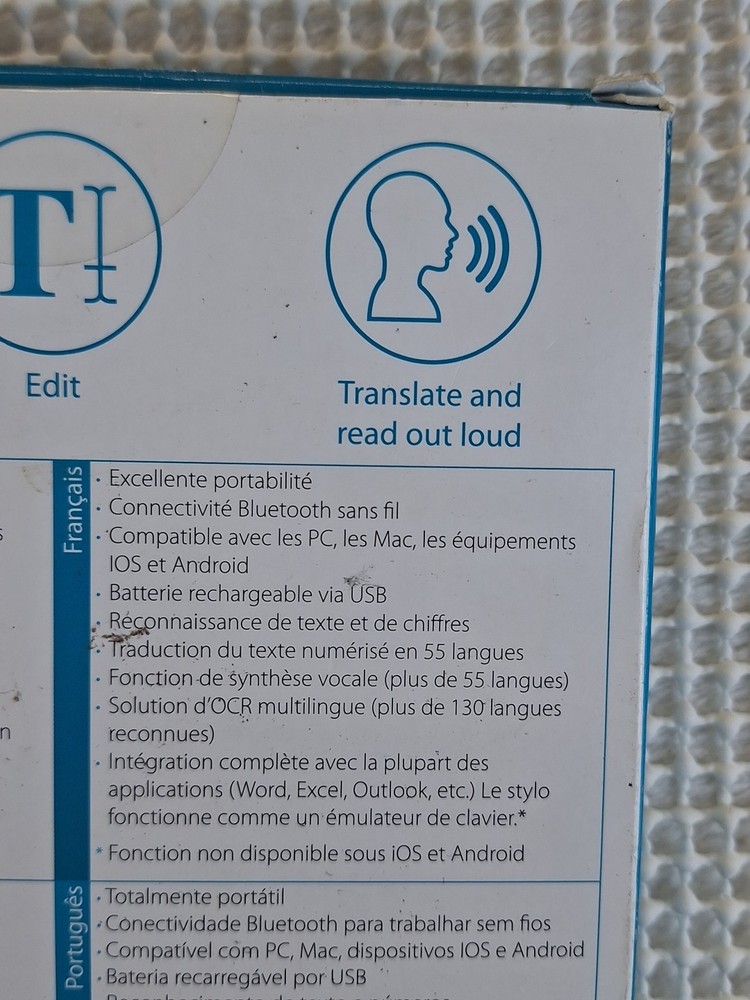 T
Edit
Translate and
read out loud
s
n
Français
· Excellente portabilité
· Connectivité Bluetooth sans fil
· Compatible avec les PC, les Mac, les équipements
IOS et Android
· Batterie rechargeable via USB
· Réconnaissance de texte et de chiffres
· Traduction du texte numérisé en 55 langues
· Fonction de synthèse vocale (plus de 55 langues)
· Solution d’OCR multilingue (plus de 130 langues
reconnues)
· Intégration complète avec la plupart des
applications (Word, Excel, Outlook, etc.) Le stylo
fonctionne comme un émulateur de clavier.*
* Fonction non disponible sous iOS et Android
Português
· Totalmente portátil
· Conectividade Bluetooth para trabalhar sem fios
· Compatível com PC, Mac, dispositivos IOS e Android
· Bateria recarregável por USB